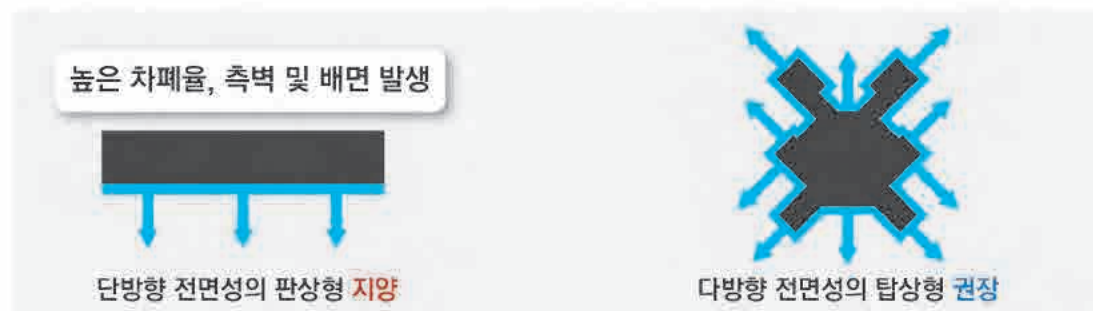 높은 차폐율, 측벽 및 배면 발생
단방향 전면성의 판상형 지양
다방향 전면성의 탑상형 권장